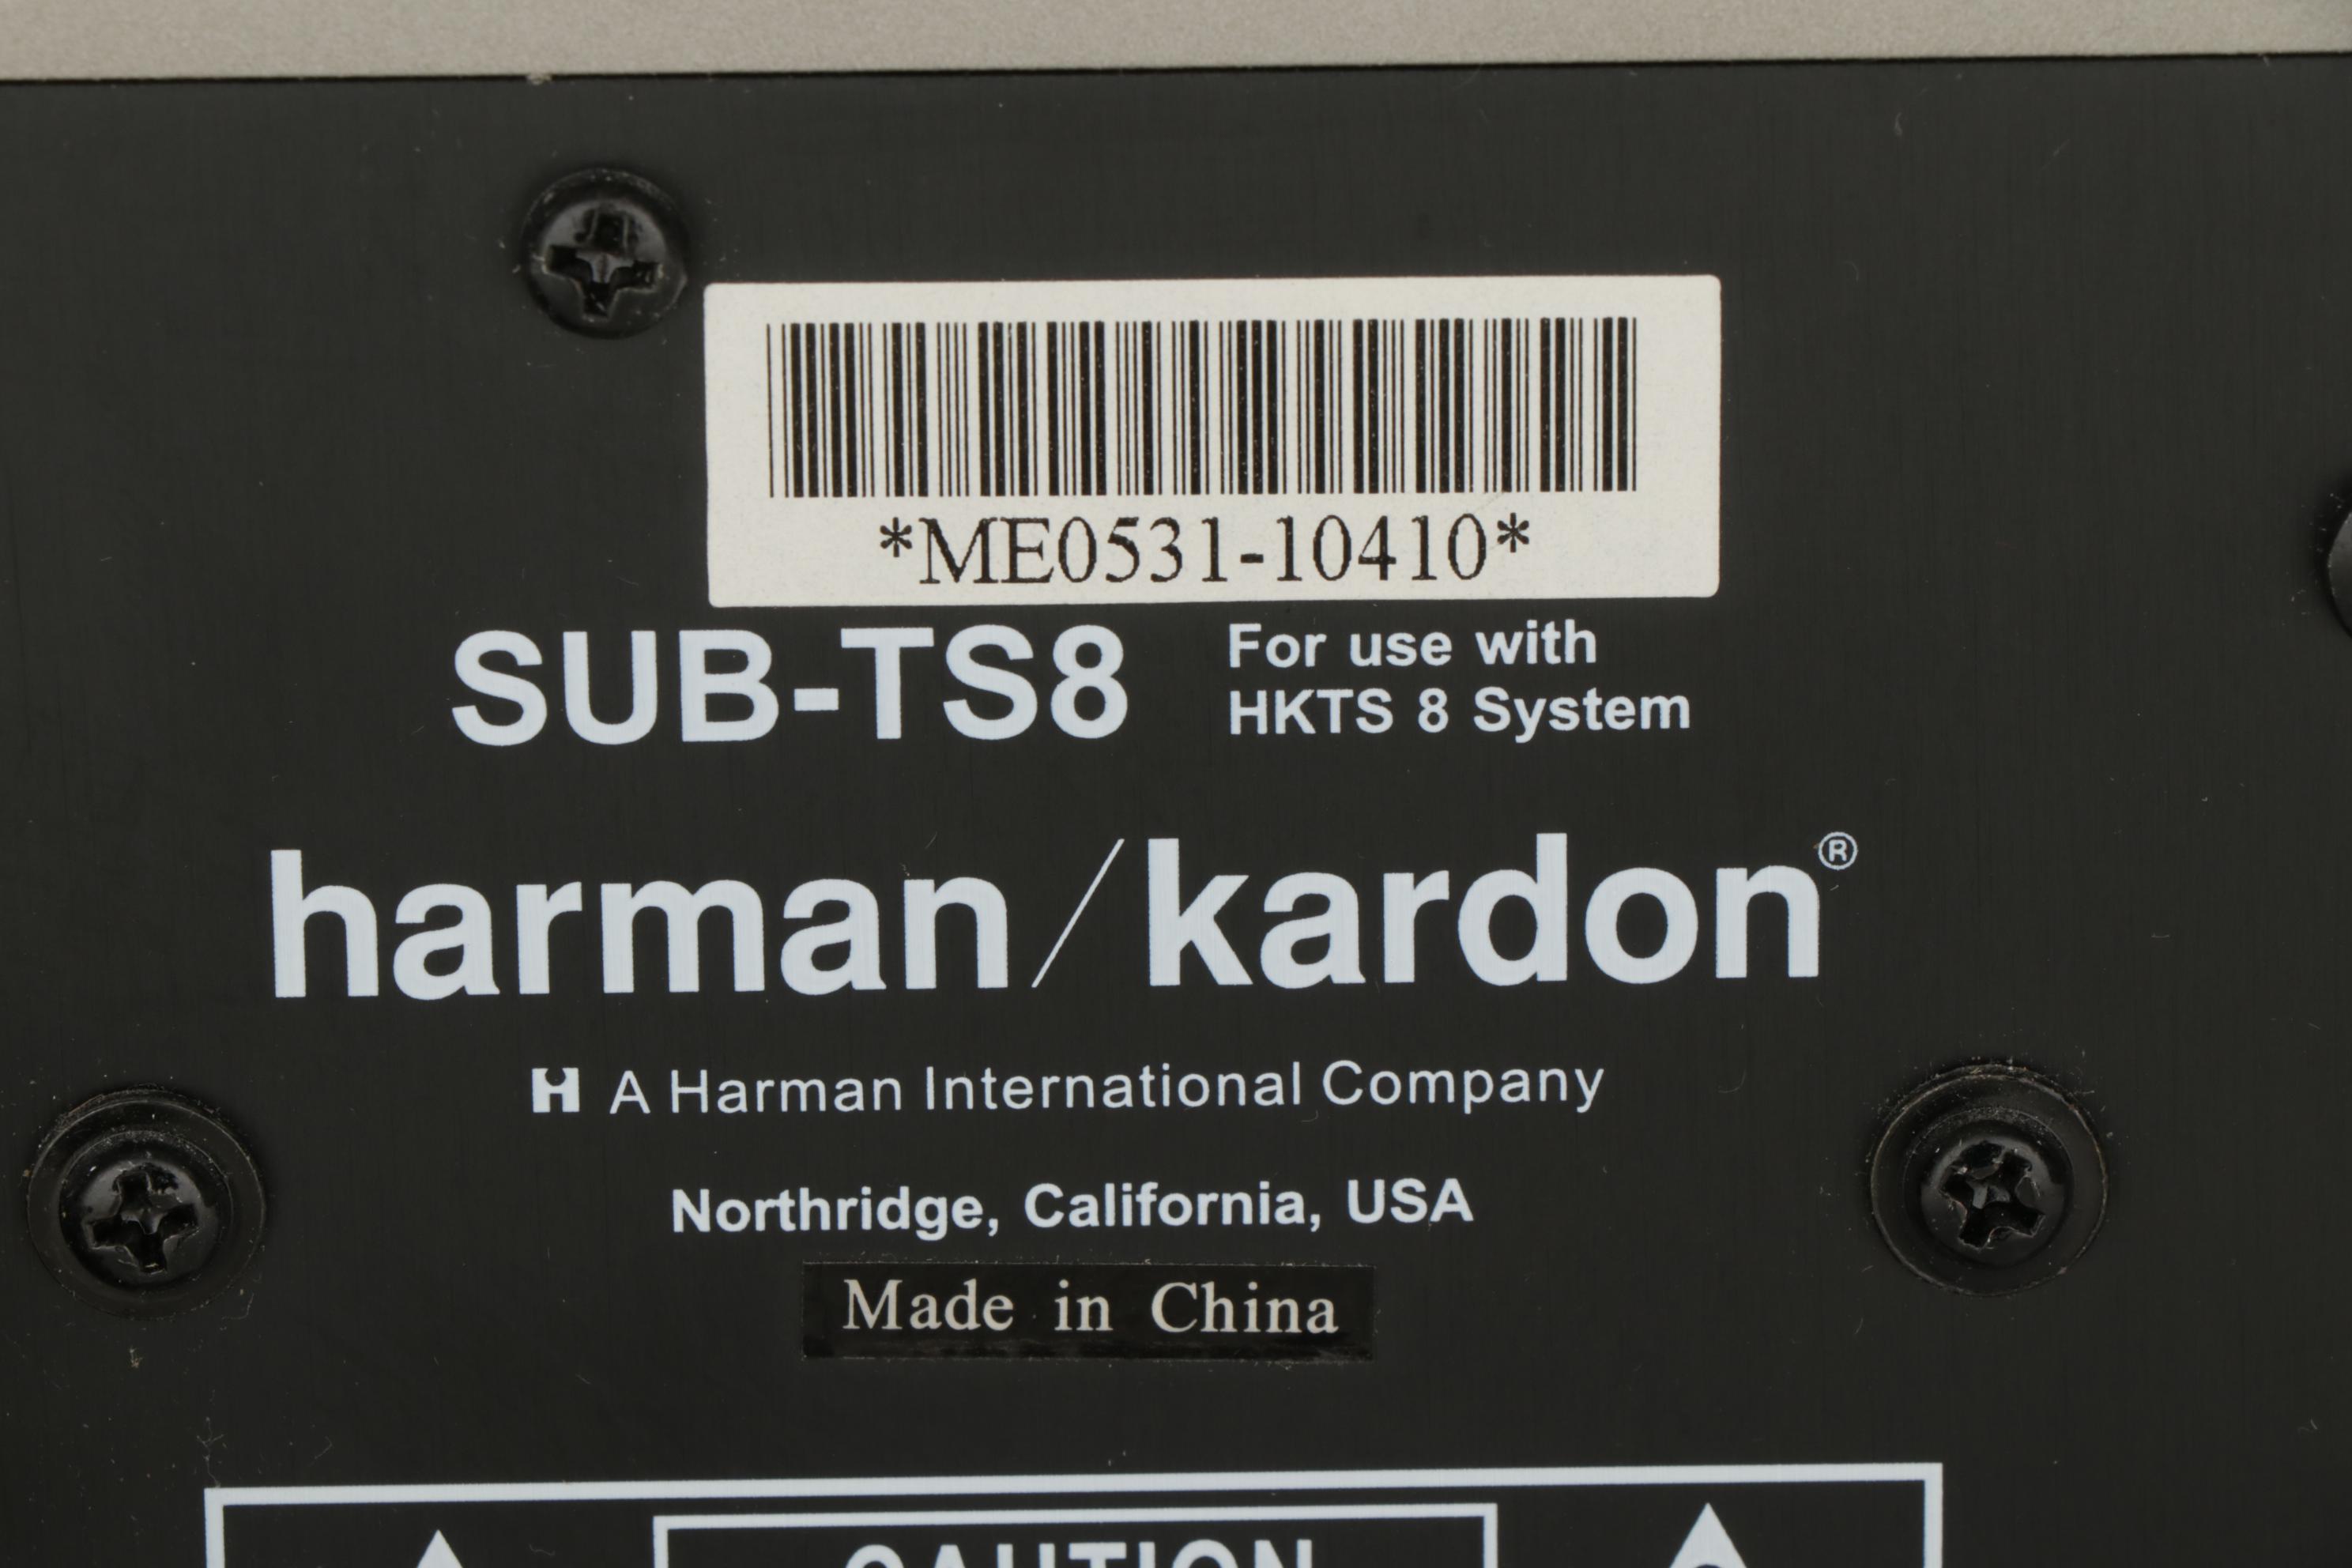 *ME0531-10410*
SUB-TS8
For use with
HKTS 8 System
harman/kardon®
A Harman International Company
Northridge, California, USA
Made in China
CAUTION